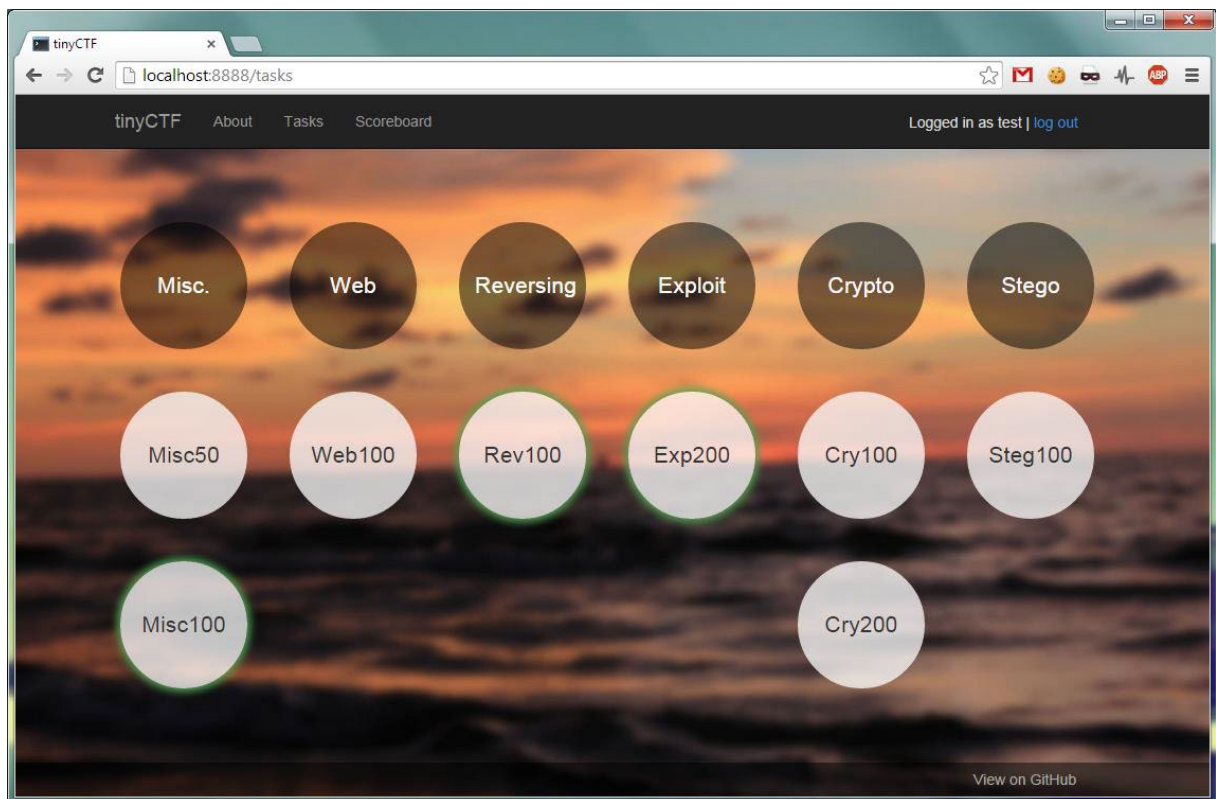 tinyCTF
localhost:8888/tasks
ABP
tinyCTF About Tasks Scoreboard Logged in as test | log out
Misc. Web Reversing Exploit Crypto Stego
Misc50 Web100 Rev100 Exp200 Cry100 Steg100
Misc100 Cry200
View on GitHub